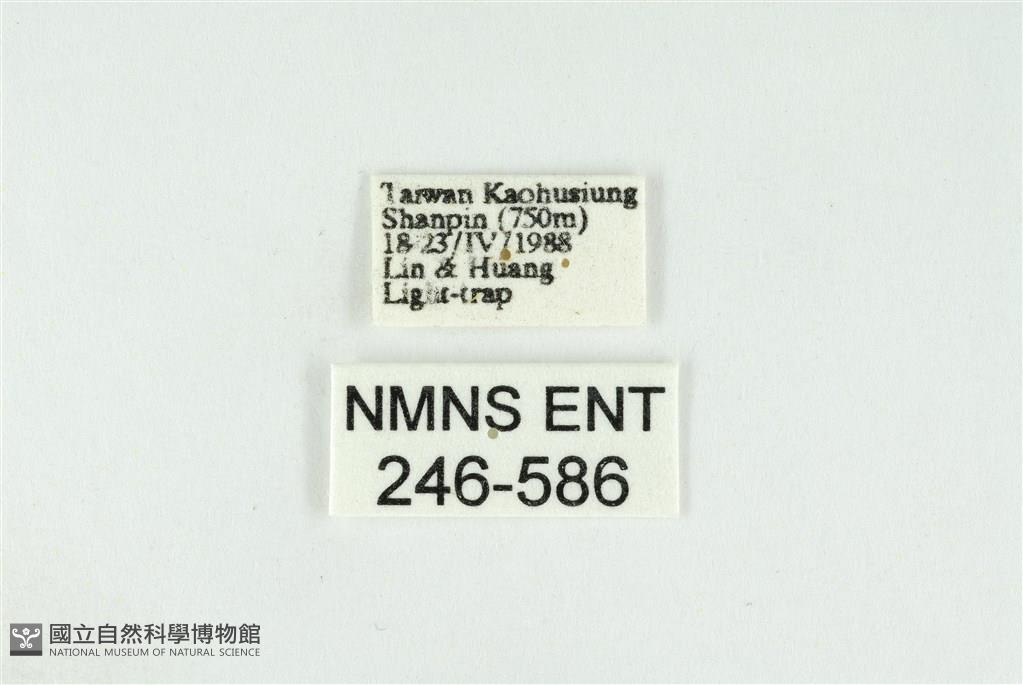 Taiwan Kaohusiung
Shanpin (750m)
18-23/IV/1988
Lin & Huang
Light-trap
NMNS ENT
246-586
國立自然科學博物館
NATIONAL MUSEUM OF NATURAL SCIENCE